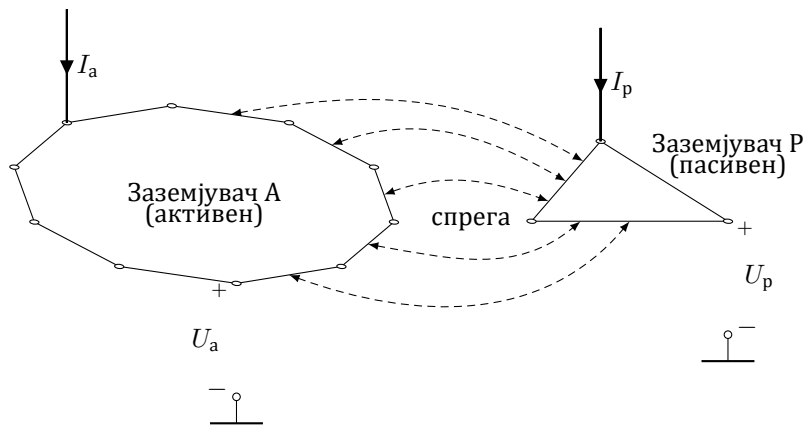 I_a
I_p
Заземјувач P
(пасивен)
Заземјувач A
(активен)
спрега
+
+
U_p
U_a
−
−